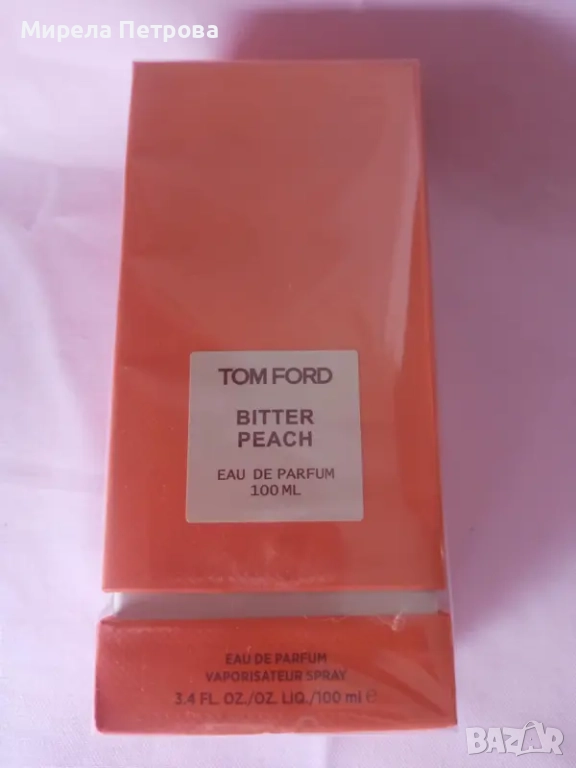 Мирела Петрова
TOM FORD
BITTER
PEACH
EAU DE PARFUM
100 ML
EAU DE PARFUM
VAPORISATEUR SPRAY
3.4 FL. OZ./OZ. LIQ./100 ml ℮
BAZAR